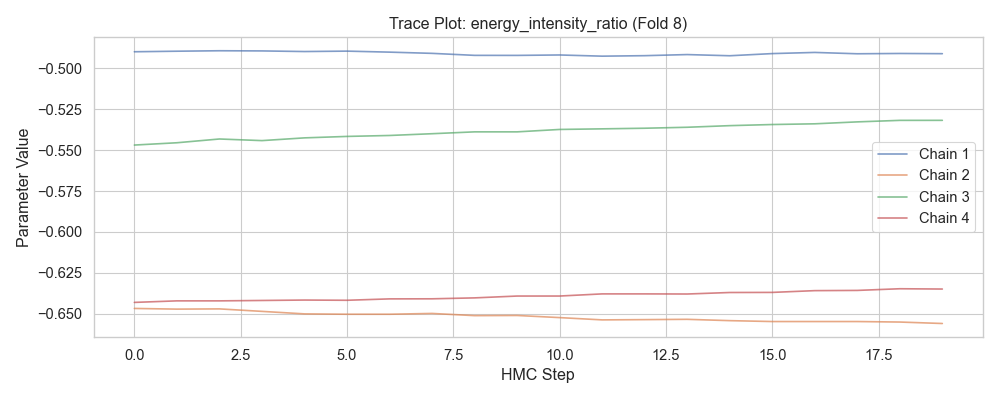 Trace Plot: energy_intensity_ratio (Fold 8)
Parameter Value
−0.500
−0.525
−0.550
−0.575
−0.600
−0.625
−0.650
Chain 1
Chain 2
Chain 3
Chain 4
0.0 2.5 5.0 7.5 10.0 12.5 15.0 17.5
HMC Step